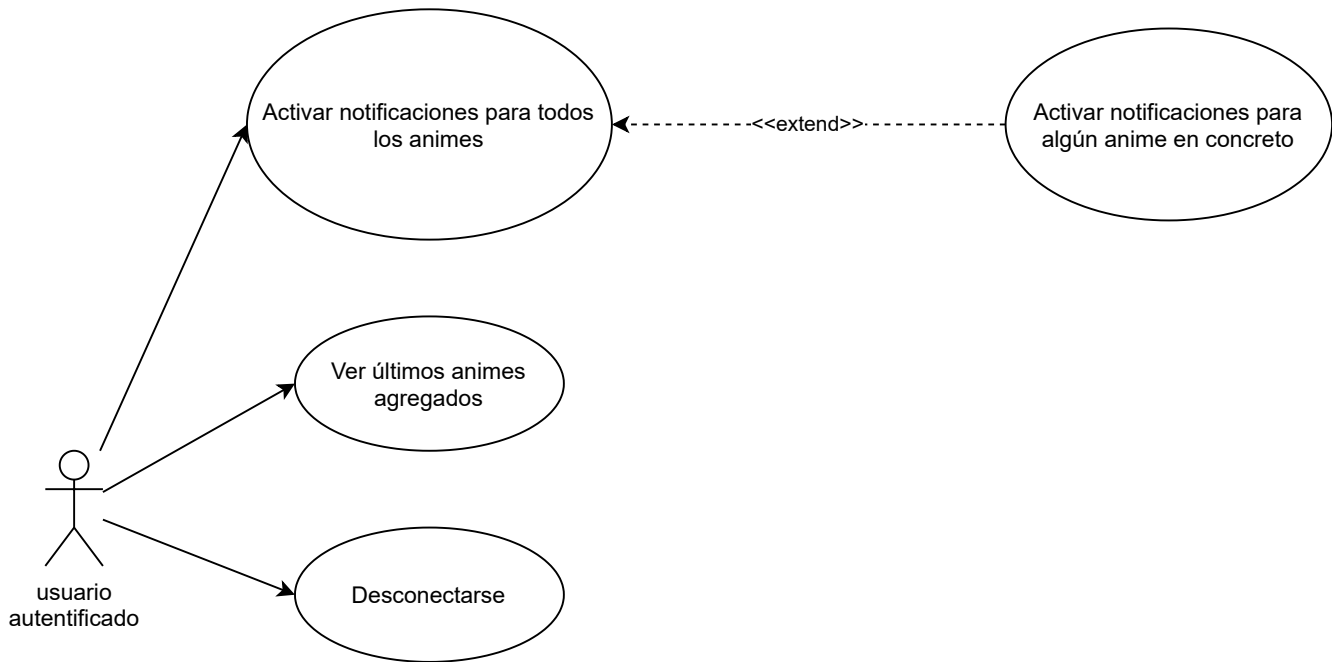 Activar notificaciones para todos
los animes
<<extend>>
Activar notificaciones para
algún anime en concreto
Ver últimos animes
agregados
Desconectarse
usuario
autentificado